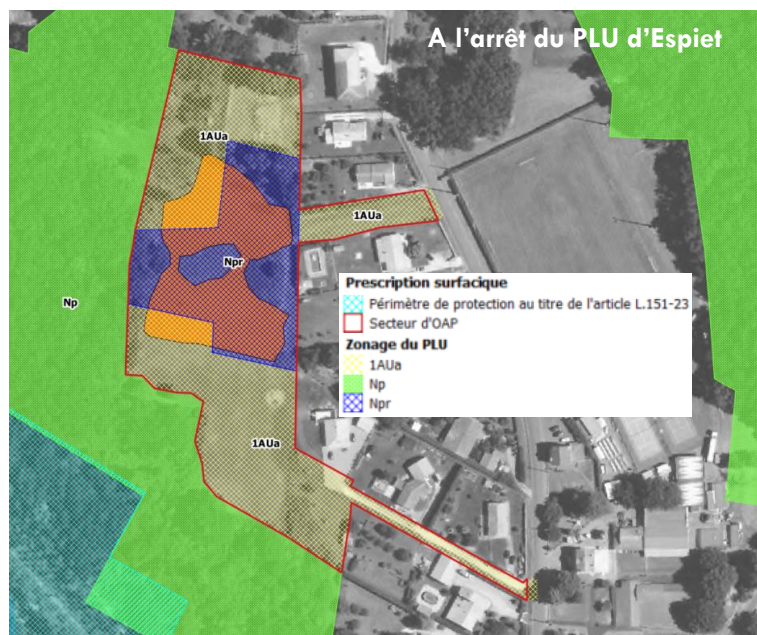 A l'arrêt du PLU d'Espiet
1AUa
1AUa
Npr
Np
Prescription surfacique
Périmètre de protection au titre de l'article L.151-23
Secteur d'OAP
Zonage du PLU
1AUa
Np
Npr
1AUa